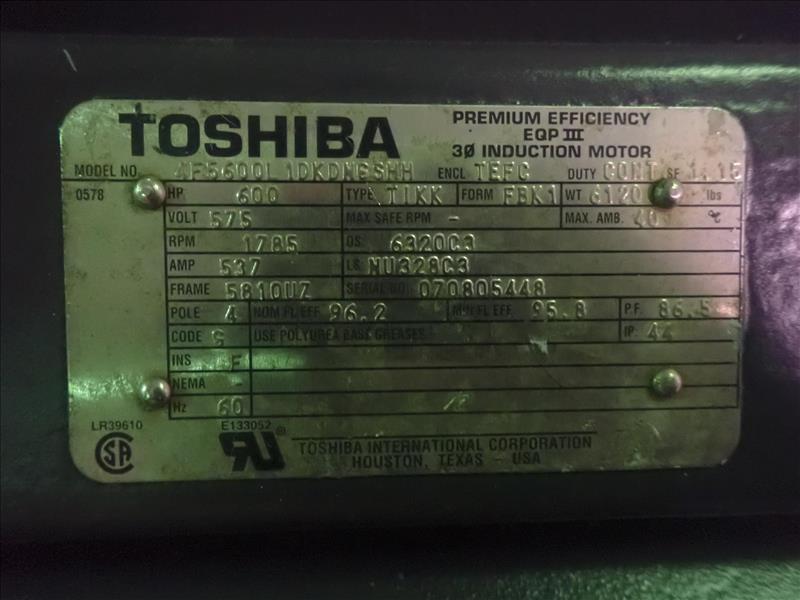 TOSHIBA
PREMIUM EFFICIENCY
EQP III
3Ø INDUCTION MOTOR
MODEL NO. ENCL TEFC DUTY CONT SF 1.15
0578 HP 600 TYPE TIKK FORM FBK1 WT 6120 lbs
VOLT 575 MAX SAFE RPM - MAX. AMB. 40 °C
RPM 1785 OS. 6320C3
AMP 537 LS NU328C3
FRAME 5810UZ SERIAL NO. 070805448
POLE 4 NOM FL EFF 96.2 MIN FL EFF 95.8 P.F. 86.5
CODE G USE POLYUREA BASE GREASES IP. 44
INS F
NEMA -
Hz 60
LR39610 E133052
TOSHIBA INTERNATIONAL CORPORATION
HOUSTON, TEXAS - USA